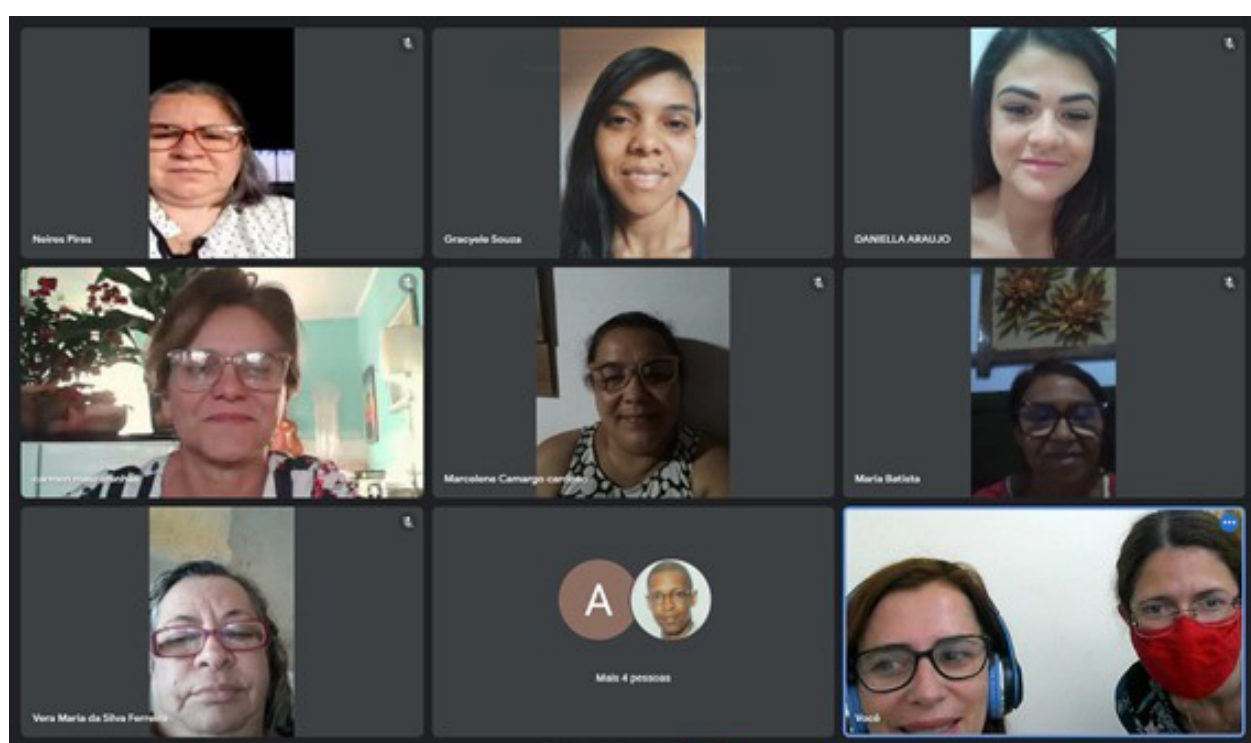 Neires Pires
Gracyele Souza
DANIELLA ARAUJO
Marcelena Camargo
Maria Batista
Vera Maria da Silva Ferreira
A
Mais 4 pessoas
Você